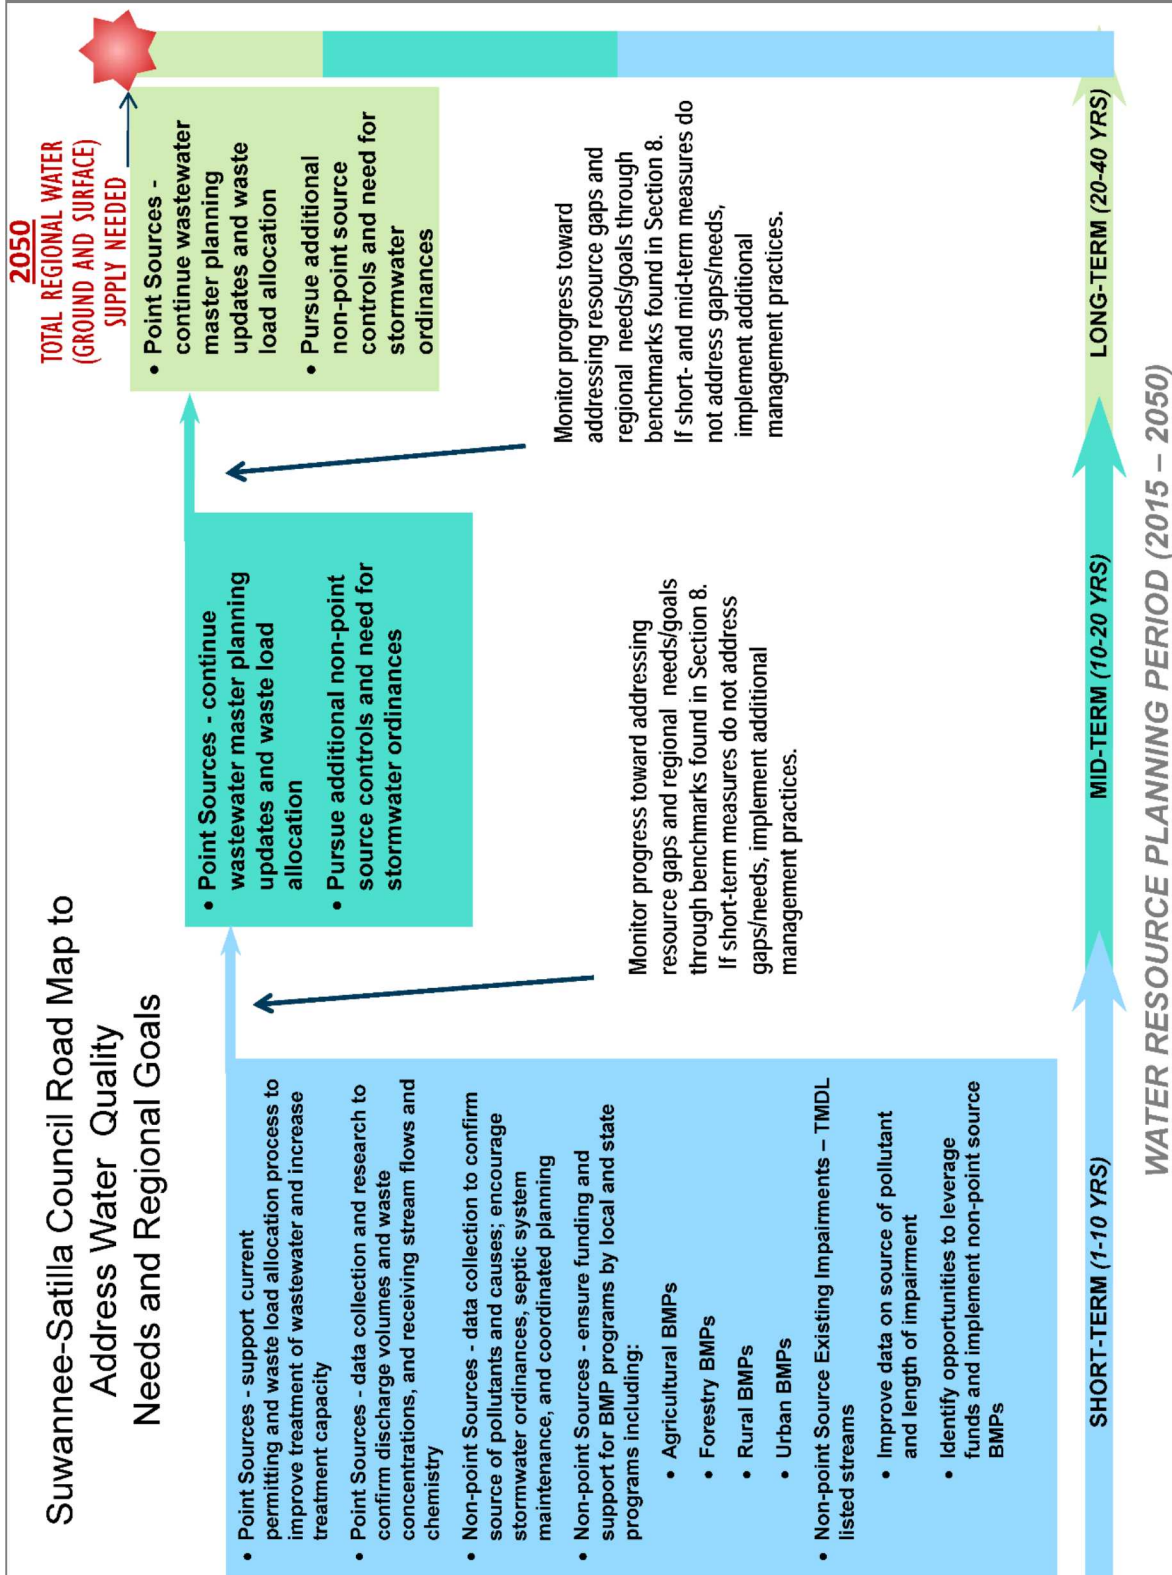 Suwannee-Satilla Council Road Map to
Address Water Quality
Needs and Regional Goals
2050
TOTAL REGIONAL WATER
(GROUND AND SURFACE)
SUPPLY NEEDED
• Point Sources - support current
permitting and waste load allocation process to
improve treatment of wastewater and increase
treatment capacity
• Point Sources - data collection and research to
confirm discharge volumes and waste
concentrations, and receiving stream flows and
chemistry
• Non-point Sources - data collection to confirm
source of pollutants and causes; encourage
stormwater ordinances, septic system
maintenance, and coordinated planning
• Non-point Sources - ensure funding and
support for BMP programs by local and state
programs including:
• Agricultural BMPs
• Forestry BMPs
• Rural BMPs
• Urban BMPs
• Non-point Source Existing Impairments – TMDL
listed streams
• Improve data on source of pollutant
and length of impairment
• Identify opportunities to leverage
funds and implement non-point source
BMPs
• Point Sources - continue
wastewater master planning
updates and waste load
allocation
• Pursue additional non-point
source controls and need for
stormwater ordinances
• Point Sources -
continue wastewater
master planning
updates and waste
load allocation
• Pursue additional
non-point source
controls and need for
stormwater
ordinances
Monitor progress toward addressing
resource gaps and regional needs/goals
through benchmarks found in Section 8.
If short-term measures do not address
gaps/needs, implement additional
management practices.
Monitor progress toward
addressing resource gaps and
regional needs/goals through
benchmarks found in Section 8.
If short- and mid-term measures do
not address gaps/needs,
implement additional
management practices.
SHORT-TERM (1-10 YRS)
MID-TERM (10-20 YRS)
LONG-TERM (20-40 YRS)
WATER RESOURCE PLANNING PERIOD (2015 – 2050)